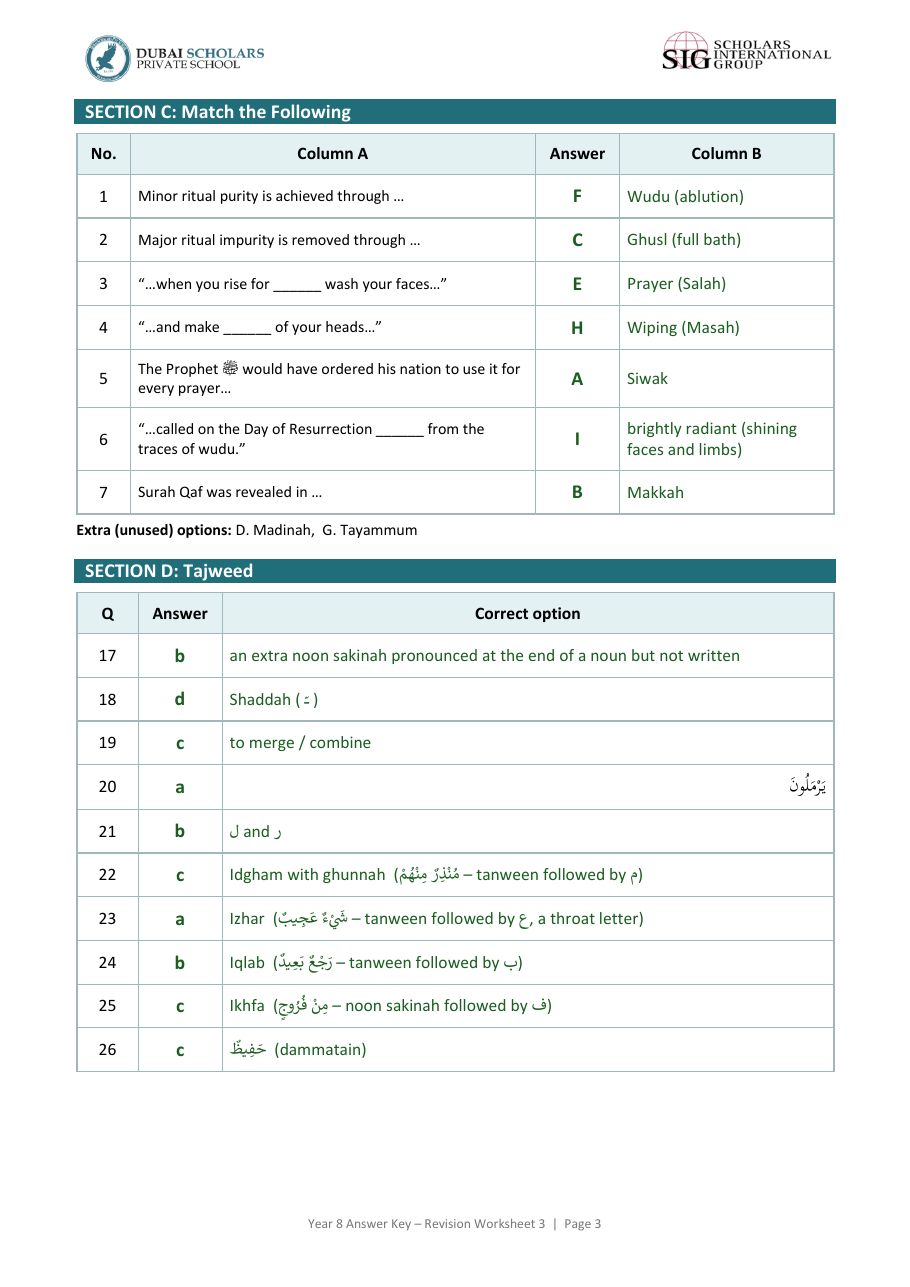 DUBAI SCHOLARS
PRIVATE SCHOOL
SIG SCHOLARS
INTERNATIONAL
GROUP
SECTION C: Match the Following
No. Column A Answer Column B
1 Minor ritual purity is achieved through … F Wudu (ablution)
2 Major ritual impurity is removed through … C Ghusl (full bath)
3 “…when you rise for ______ wash your faces…” E Prayer (Salah)
4 “…and make ______ of your heads…” H Wiping (Masah)
5 The Prophet ﷺ would have ordered his nation to use it for
every prayer… A Siwak
6 “…called on the Day of Resurrection ______ from the
traces of wudu.” I brightly radiant (shining
faces and limbs)
7 Surah Qaf was revealed in … B Makkah
Extra (unused) options: D. Madinah, G. Tayammum
SECTION D: Tajweed
Q Answer Correct option
17 b an extra noon sakinah pronounced at the end of a noun but not written
18 d Shaddah ( ـّ )
19 c to merge / combine
20 a يَرْمَلُونَ
21 b ل and ر
22 c Idgham with ghunnah (مُنْذِرٌ مِنْهُمْ – tanween followed by م)
23 a Izhar (شَيْءٌ عَجِيبٌ – tanween followed by ع, a throat letter)
24 b Iqlab (رَجْعٌ بَعِيدٌ – tanween followed by ب)
25 c Ikhfa (مِنْ فُرُوجٍ – noon sakinah followed by ف)
26 c حَفِيظٌ (dammatain)
Year 8 Answer Key – Revision Worksheet 3 | Page 3